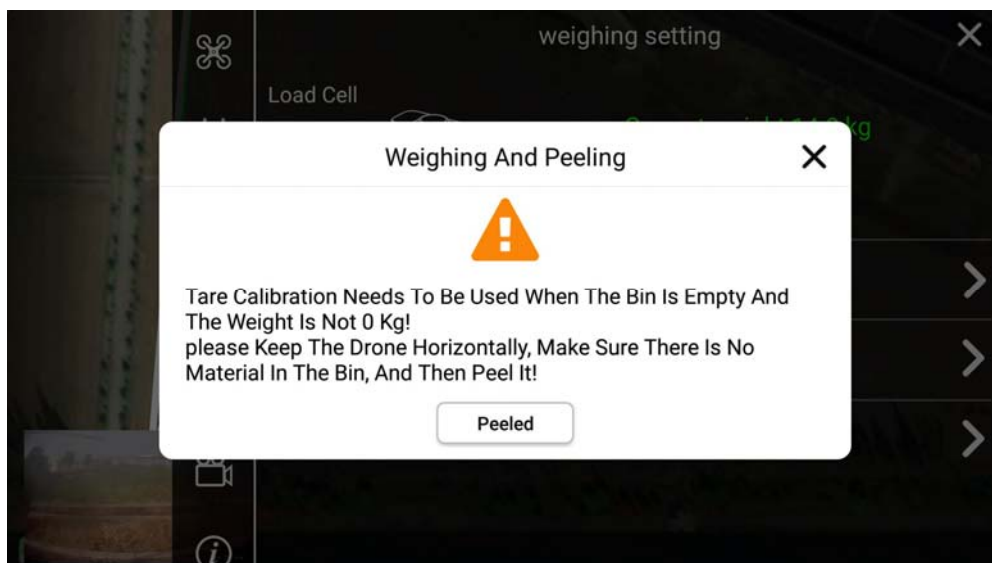 weighing setting
Load Cell
kg
Weighing And Peeling
Tare Calibration Needs To Be Used When The Bin Is Empty And
The Weight Is Not 0 Kg!
please Keep The Drone Horizontally, Make Sure There Is No
Material In The Bin, And Then Peel It!
Peeled